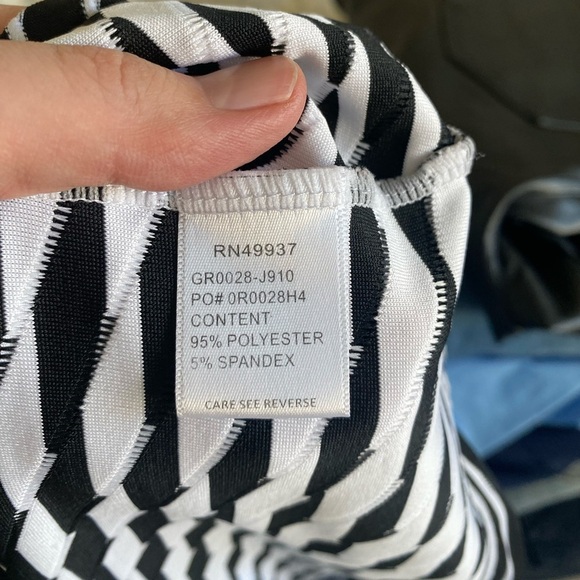 RN49937
GR0028-J910
PO# 0R0028H4
CONTENT
95% POLYESTER
5% SPANDEX
CARE SEE REVERSE